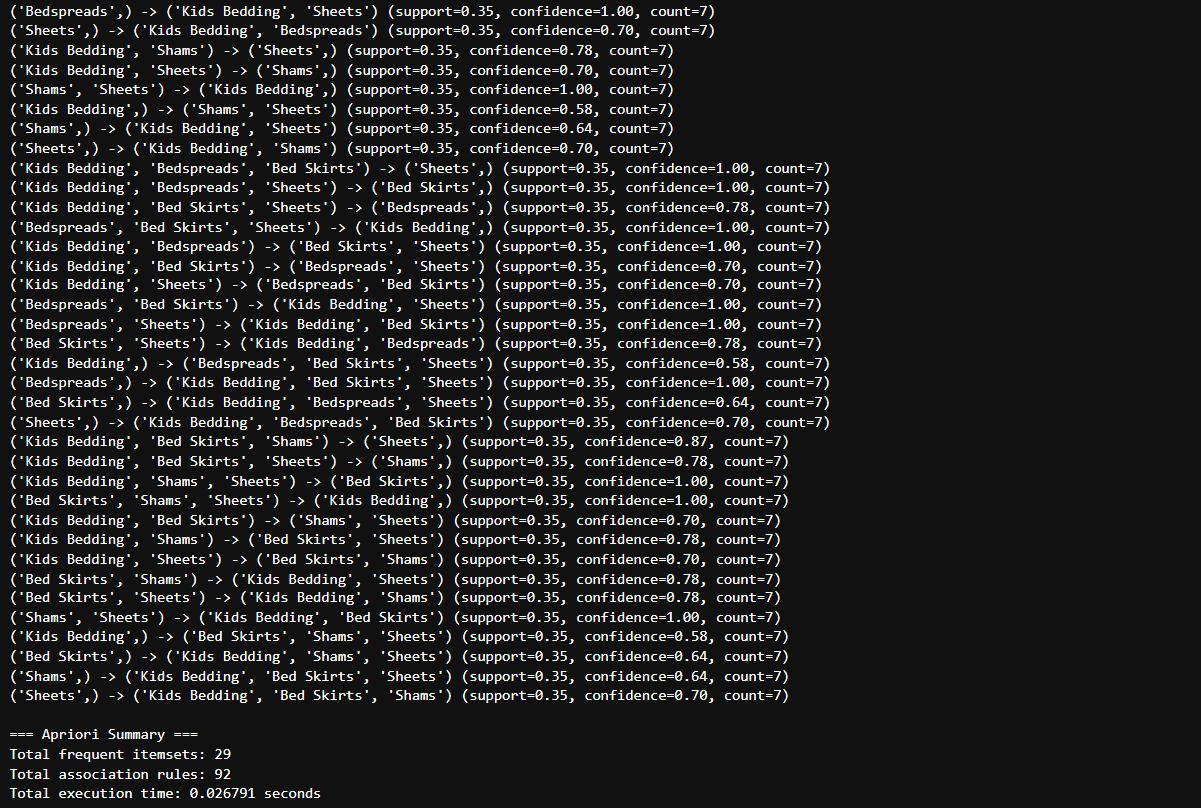 ('Bedspreads',) -> ('Kids Bedding', 'Sheets') (support=0.35, confidence=1.00, count=7)
('Sheets',) -> ('Kids Bedding', 'Bedspreads') (support=0.35, confidence=0.70, count=7)
('Kids Bedding', 'Shams') -> ('Sheets',) (support=0.35, confidence=0.78, count=7)
('Kids Bedding', 'Sheets') -> ('Shams',) (support=0.35, confidence=0.70, count=7)
('Shams', 'Sheets') -> ('Kids Bedding',) (support=0.35, confidence=1.00, count=7)
('Kids Bedding',) -> ('Shams', 'Sheets') (support=0.35, confidence=0.58, count=7)
('Shams',) -> ('Kids Bedding', 'Sheets') (support=0.35, confidence=0.64, count=7)
('Sheets',) -> ('Kids Bedding', 'Shams') (support=0.35, confidence=0.70, count=7)
('Kids Bedding', 'Bedspreads', 'Bed Skirts') -> ('Sheets',) (support=0.35, confidence=1.00, count=7)
('Kids Bedding', 'Bedspreads', 'Sheets') -> ('Bed Skirts',) (support=0.35, confidence=1.00, count=7)
('Kids Bedding', 'Bed Skirts', 'Sheets') -> ('Bedspreads',) (support=0.35, confidence=0.78, count=7)
('Bedspreads', 'Bed Skirts', 'Sheets') -> ('Kids Bedding',) (support=0.35, confidence=1.00, count=7)
('Kids Bedding', 'Bedspreads') -> ('Bed Skirts', 'Sheets') (support=0.35, confidence=1.00, count=7)
('Kids Bedding', 'Bed Skirts') -> ('Bedspreads', 'Sheets') (support=0.35, confidence=0.70, count=7)
('Kids Bedding', 'Sheets') -> ('Bedspreads', 'Bed Skirts') (support=0.35, confidence=0.70, count=7)
('Bedspreads', 'Bed Skirts') -> ('Kids Bedding', 'Sheets') (support=0.35, confidence=1.00, count=7)
('Bedspreads', 'Sheets') -> ('Kids Bedding', 'Bed Skirts') (support=0.35, confidence=1.00, count=7)
('Bed Skirts', 'Sheets') -> ('Kids Bedding', 'Bedspreads') (support=0.35, confidence=0.78, count=7)
('Kids Bedding',) -> ('Bedspreads', 'Bed Skirts', 'Sheets') (support=0.35, confidence=0.58, count=7)
('Bedspreads',) -> ('Kids Bedding', 'Bed Skirts', 'Sheets') (support=0.35, confidence=1.00, count=7)
('Bed Skirts',) -> ('Kids Bedding', 'Bedspreads', 'Sheets') (support=0.35, confidence=0.64, count=7)
('Sheets',) -> ('Kids Bedding', 'Bedspreads', 'Bed Skirts') (support=0.35, confidence=0.70, count=7)
('Kids Bedding', 'Bed Skirts', 'Shams') -> ('Sheets',) (support=0.35, confidence=0.87, count=7)
('Kids Bedding', 'Bed Skirts', 'Sheets') -> ('Shams',) (support=0.35, confidence=0.78, count=7)
('Kids Bedding', 'Shams', 'Sheets') -> ('Bed Skirts',) (support=0.35, confidence=1.00, count=7)
('Bed Skirts', 'Shams', 'Sheets') -> ('Kids Bedding',) (support=0.35, confidence=1.00, count=7)
('Kids Bedding', 'Bed Skirts') -> ('Shams', 'Sheets') (support=0.35, confidence=0.70, count=7)
('Kids Bedding', 'Shams') -> ('Bed Skirts', 'Sheets') (support=0.35, confidence=0.78, count=7)
('Kids Bedding', 'Sheets') -> ('Bed Skirts', 'Shams') (support=0.35, confidence=0.70, count=7)
('Bed Skirts', 'Shams') -> ('Kids Bedding', 'Sheets') (support=0.35, confidence=0.78, count=7)
('Bed Skirts', 'Sheets') -> ('Kids Bedding', 'Shams') (support=0.35, confidence=0.78, count=7)
('Shams', 'Sheets') -> ('Kids Bedding', 'Bed Skirts') (support=0.35, confidence=1.00, count=7)
('Kids Bedding',) -> ('Bed Skirts', 'Shams', 'Sheets') (support=0.35, confidence=0.58, count=7)
('Bed Skirts',) -> ('Kids Bedding', 'Shams', 'Sheets') (support=0.35, confidence=0.64, count=7)
('Shams',) -> ('Kids Bedding', 'Bed Skirts', 'Sheets') (support=0.35, confidence=0.64, count=7)
('Sheets',) -> ('Kids Bedding', 'Bed Skirts', 'Shams') (support=0.35, confidence=0.70, count=7)
=== Apriori Summary ===
Total frequent itemsets: 29
Total association rules: 92
Total execution time: 0.026791 seconds